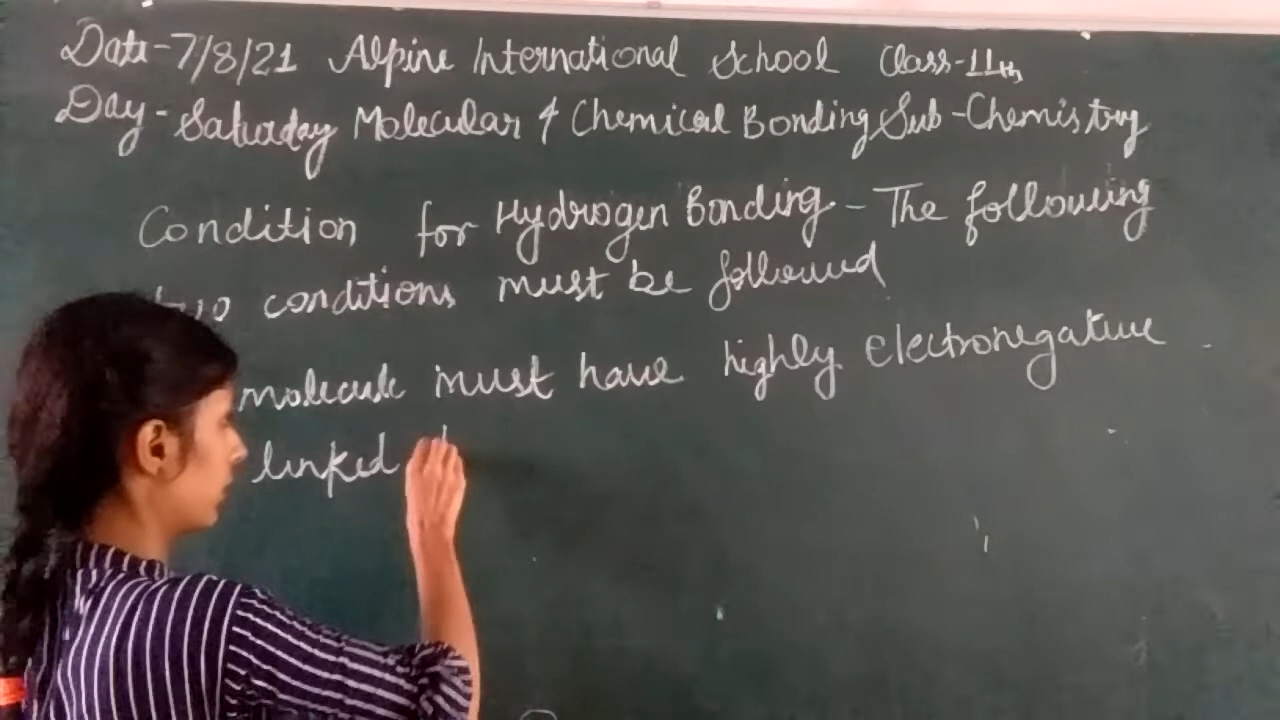 Date-7/8/21 Alpine International School Class-11th
Day-Saturday Molecular & Chemical Bonding Sub-Chemistry
Condition for Hydrogen Bonding - The following
two conditions must be followed
molecule must have highly electronegative
linked